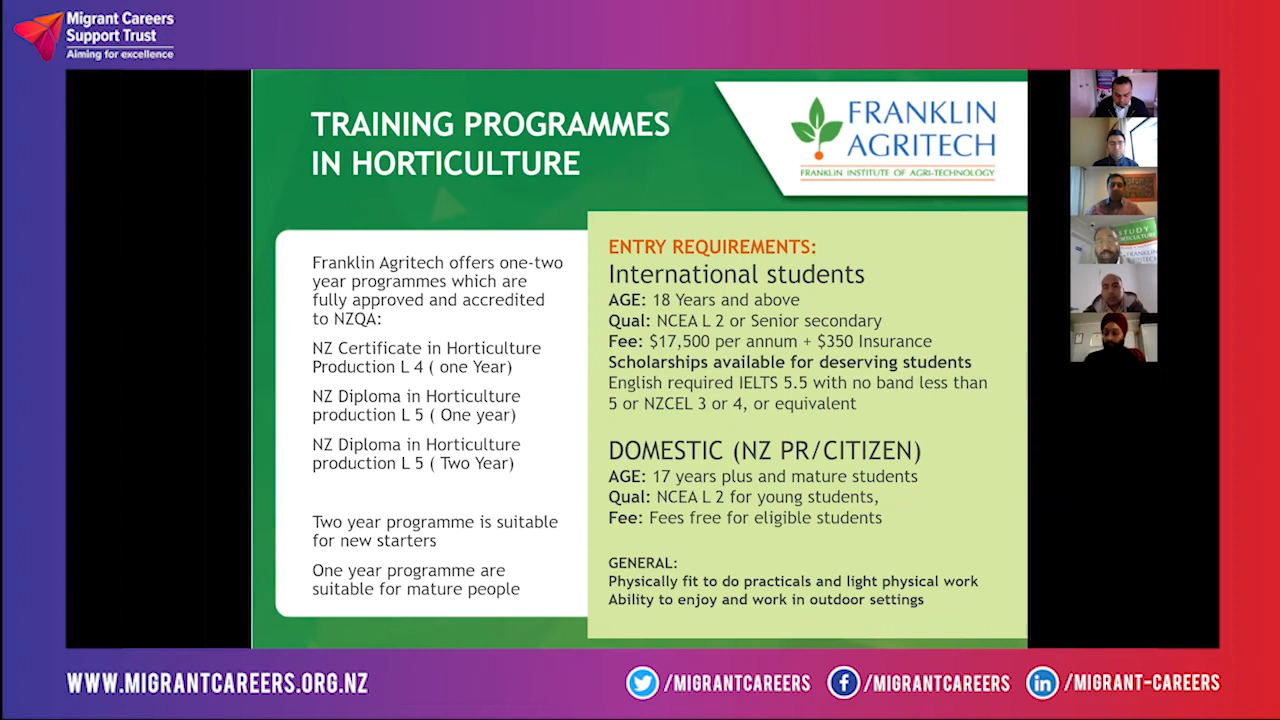 Migrant Careers
Support Trust
Aiming for excellence
TRAINING PROGRAMMES
IN HORTICULTURE
FRANKLIN
AGRITECH
FRANKLIN INSTITUTE OF AGRI-TECHNOLOGY
Franklin Agritech offers one-two
year programmes which are
fully approved and accredited
to NZQA:
NZ Certificate in Horticulture
Production L 4 ( one Year)
NZ Diploma in Horticulture
production L 5 ( One year)
NZ Diploma in Horticulture
production L 5 ( Two Year)
Two year programme is suitable
for new starters
One year programme are
suitable for mature people
ENTRY REQUIREMENTS:
International students
AGE: 18 Years and above
Qual: NCEA L 2 or Senior secondary
Fee: $17,500 per annum + $350 Insurance
Scholarships available for deserving students
English required IELTS 5.5 with no band less than
5 or NZCEL 3 or 4, or equivalent
DOMESTIC (NZ PR/CITIZEN)
AGE: 17 years plus and mature students
Qual: NCEA L 2 for young students,
Fee: Fees free for eligible students
GENERAL:
Physically fit to do practicals and light physical work
Ability to enjoy and work in outdoor settings
STUDY
WWW.MIGRANTCAREERS.ORG.NZ
/MIGRANTCAREERS
/MIGRANTCAREERS
/MIGRANT-CAREERS